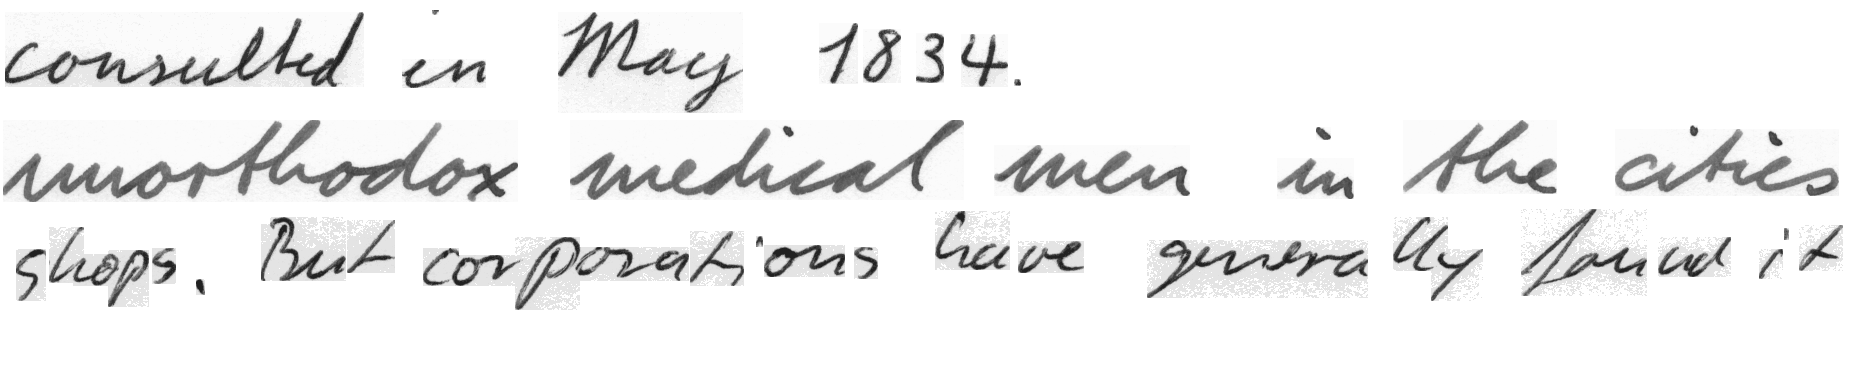 consulted in May 1834.
unorthodox medical men in the cities
shops. But corporations have generally found it